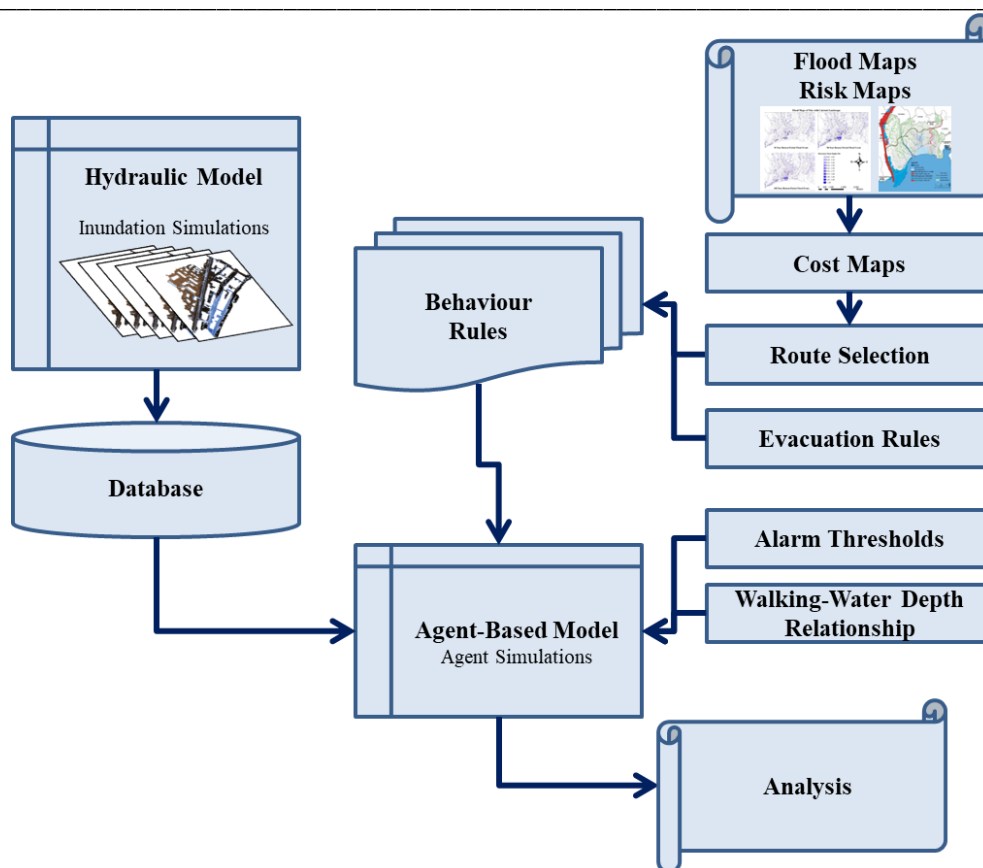 Flood Maps
Risk Maps
Hydraulic Model
Inundation Simulations
Cost Maps
Behaviour
Rules
Route Selection
Evacuation Rules
Database
Alarm Thresholds
Walking-Water Depth
Relationship
Agent-Based Model
Agent Simulations
Analysis